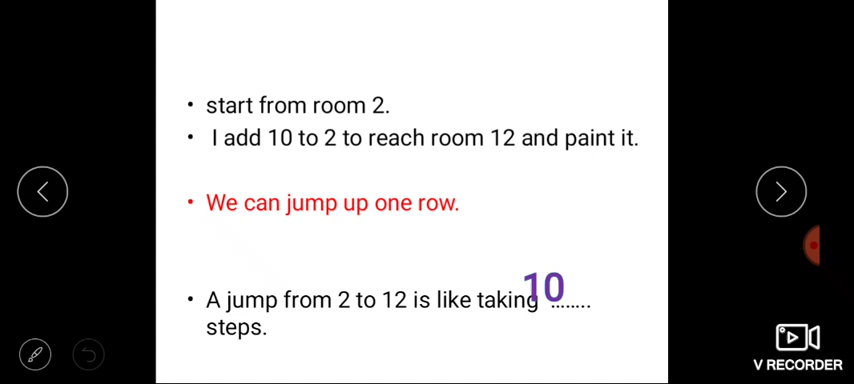 • start from room 2.
• I add 10 to 2 to reach room 12 and paint it.
• We can jump up one row.
10
• A jump from 2 to 12 is like taking ........
steps.
V RECORDER